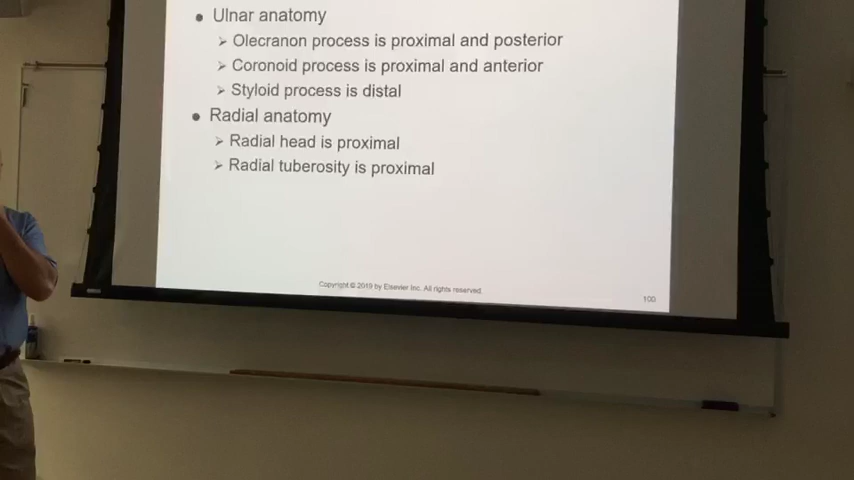 • Ulnar anatomy
➢ Olecranon process is proximal and posterior
➢ Coronoid process is proximal and anterior
➢ Styloid process is distal
• Radial anatomy
➢ Radial head is proximal
➢ Radial tuberosity is proximal
Copyright © 2019 by Elsevier Inc. All rights reserved.
100